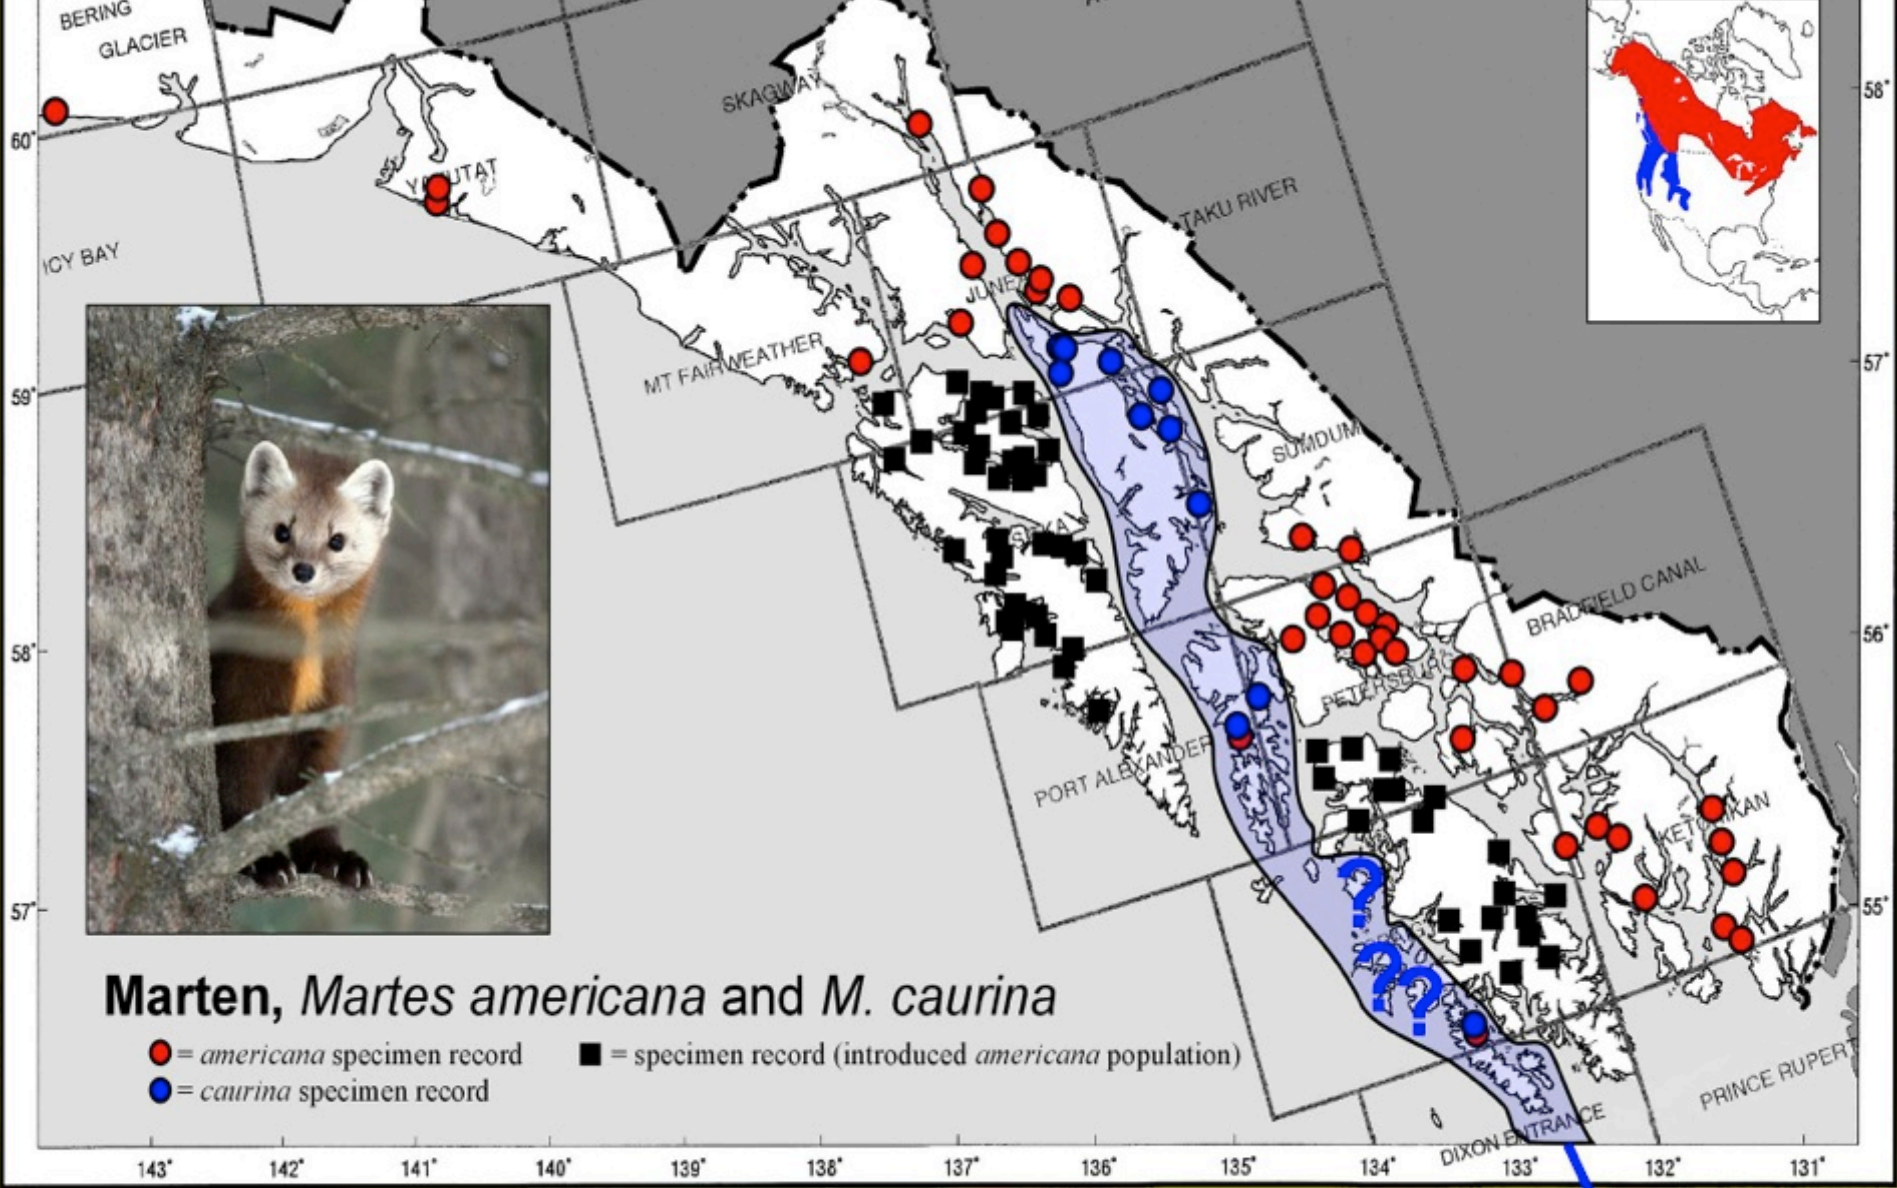 BERING
GLACIER
58°
SKAGWAY
60°
YAKUTAT
TAKU RIVER
ICY BAY
JUNEAU
MT FAIRWEATHER
57°
59°
SUMDUM
SITKA
BRADFIELD CANAL
56°
58°
PETERSBURG
PORT ALEXANDER
KETCHIKAN
?
57°
55°
CRAIG
? ?
Marten, Martes americana and M. caurina
= americana specimen record
= specimen record (introduced americana population)
= caurina specimen record
PRINCE RUPERT
DIXON ENTRANCE
143° 142° 141° 140° 139° 138° 137° 136° 135° 134° 133° 132° 131°